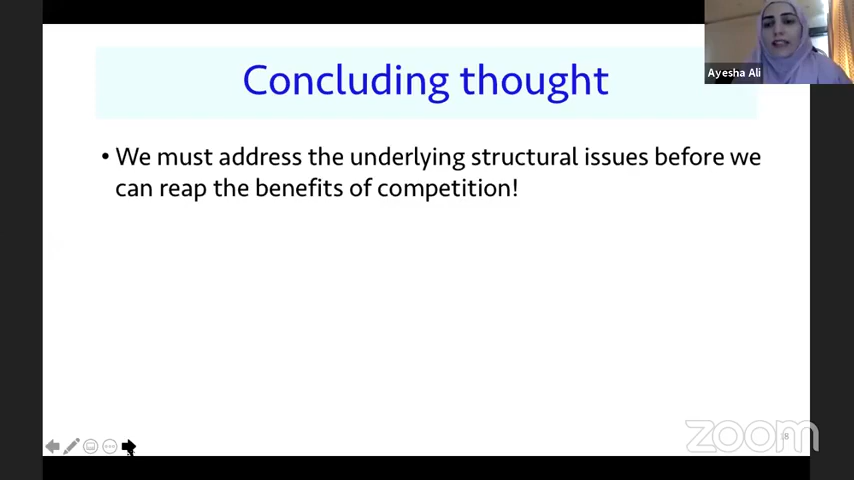 Concluding thought
Ayesha Ali
• We must address the underlying structural issues before we
can reap the benefits of competition!
zoom